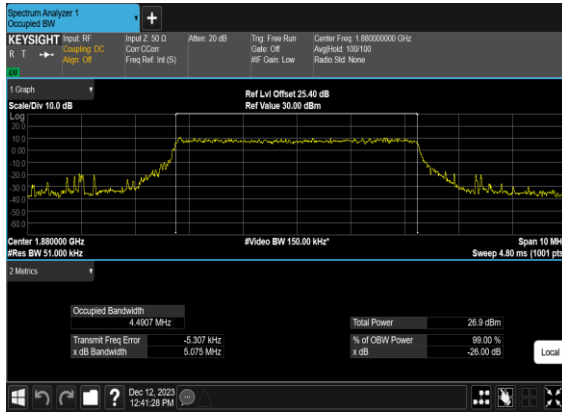 Spectrum Analyzer 1
Occupied BW
KEYSIGHT
R T
LW
Input: RF
Coupling: DC
Align: Off
Input Z: 50 Ω
Corr CCorr
Freq Ref: Int (S)
Atten: 20 dB
Trig: Free Run
Gate: Off
#IF Gain: Low
Center Freq: 1.880000000 GHz
Avg|Hold: 100/100
Radio Std: None
1 Graph
Scale/Div 10.0 dB
Ref Lvl Offset 25.40 dB
Ref Value 30.00 dBm
Log
20.0
10.0
0.00
-10.0
-20.0
-30.0
-40.0
-50.0
-60.0
Center 1.880000 GHz
#Res BW 51.000 kHz
#Video BW 150.00 kHz*
Span 10 MH
Sweep 4.80 ms (1001 pts
2 Metrics
Occupied Bandwidth
4.4907 MHz
Total Power 26.9 dBm
Transmit Freq Error -5.307 kHz
% of OBW Power 99.00 %
x dB Bandwidth 5.075 MHz
x dB -26.00 dB
Local
?
Dec 12, 2023
12:41:28 PM